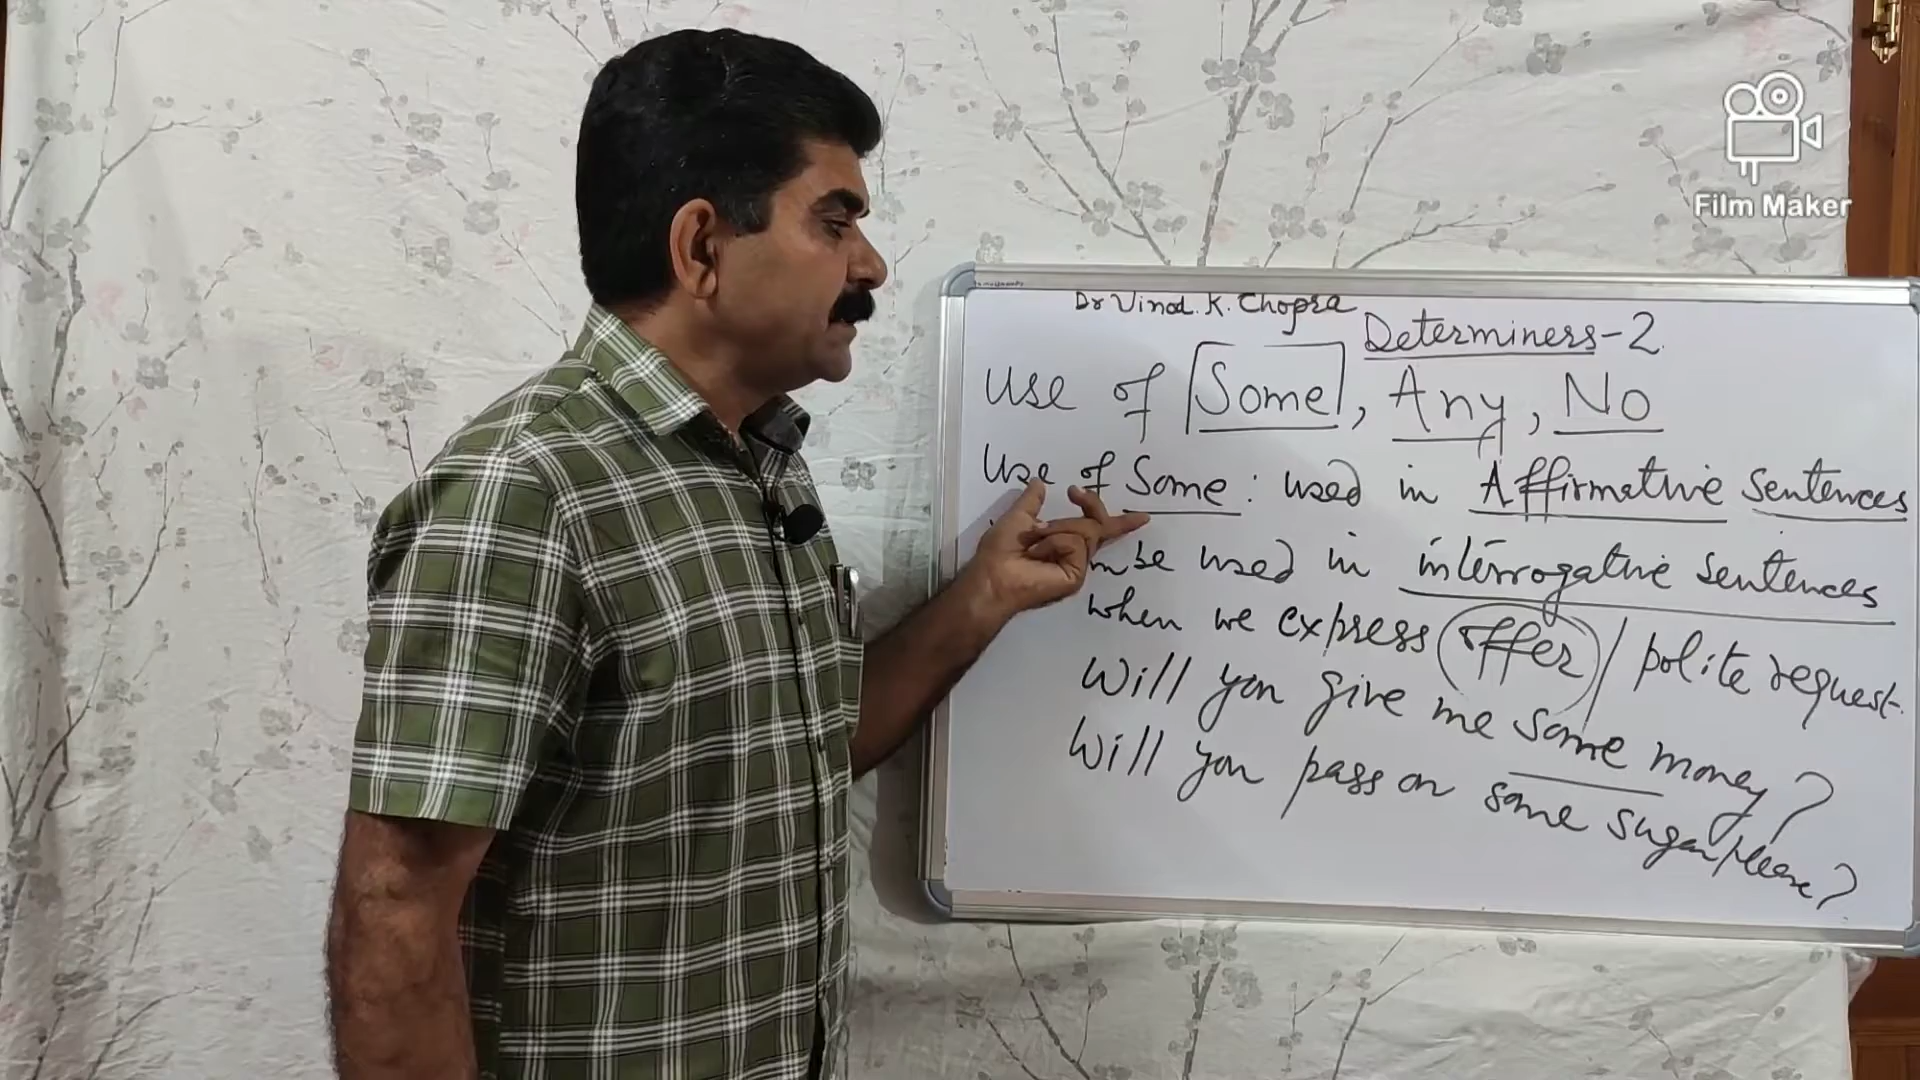 Film Maker
Dr Vinod. K. Chopra
Determiners-2
Use of Some, Any, No
Use of Some: used in Affirmative Sentences
be used in interrogative sentences
when we express offer / polite request.
Will you give me some money?
Will you pass on some sugar please?